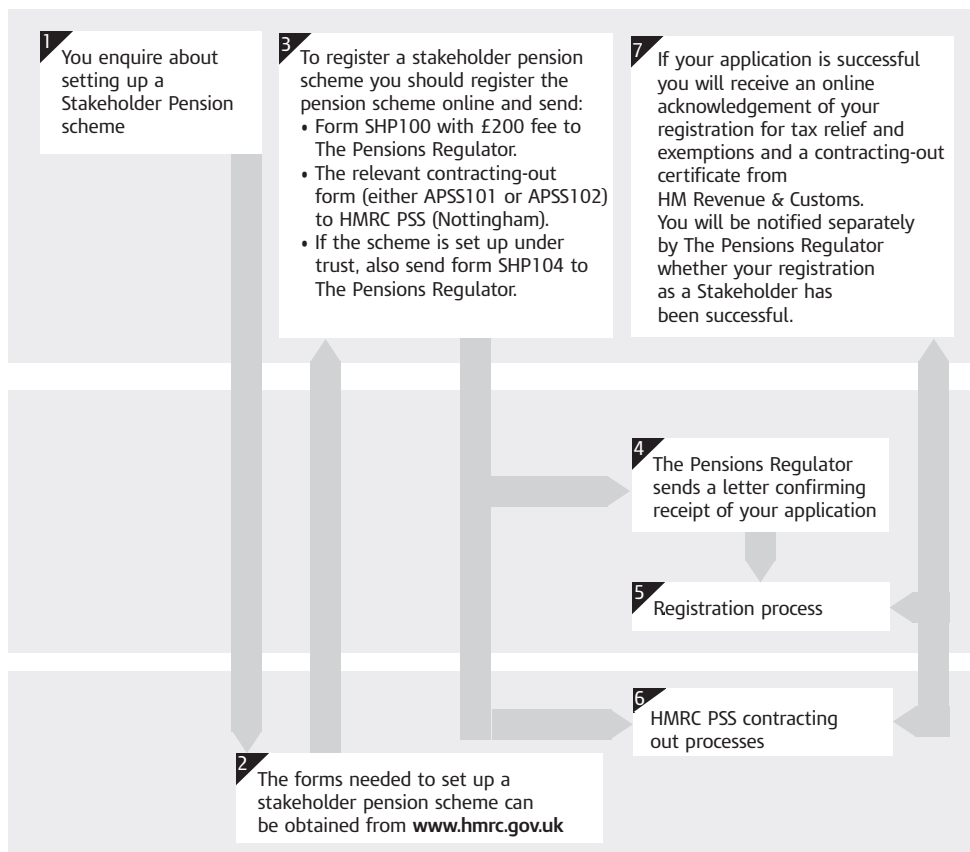 1
You enquire about
setting up a
Stakeholder Pension
scheme
2
The forms needed to set up a
stakeholder pension scheme can
be obtained from www.hmrc.gov.uk
3
To register a stakeholder pension
scheme you should register the
pension scheme online and send:
• Form SHP100 with £200 fee to
The Pensions Regulator.
• The relevant contracting-out
form (either APSS101 or APSS102)
to HMRC PSS (Nottingham).
• If the scheme is set up under
trust, also send form SHP104 to
The Pensions Regulator.
4
The Pensions Regulator
sends a letter confirming
receipt of your application
5
Registration process
6
HMRC PSS contracting
out processes
7
If your application is successful
you will receive an online
acknowledgement of your
registration for tax relief and
exemptions and a contracting-out
certificate from
HM Revenue & Customs.
You will be notified separately
by The Pensions Regulator
whether your registration
as a Stakeholder has
been successful.